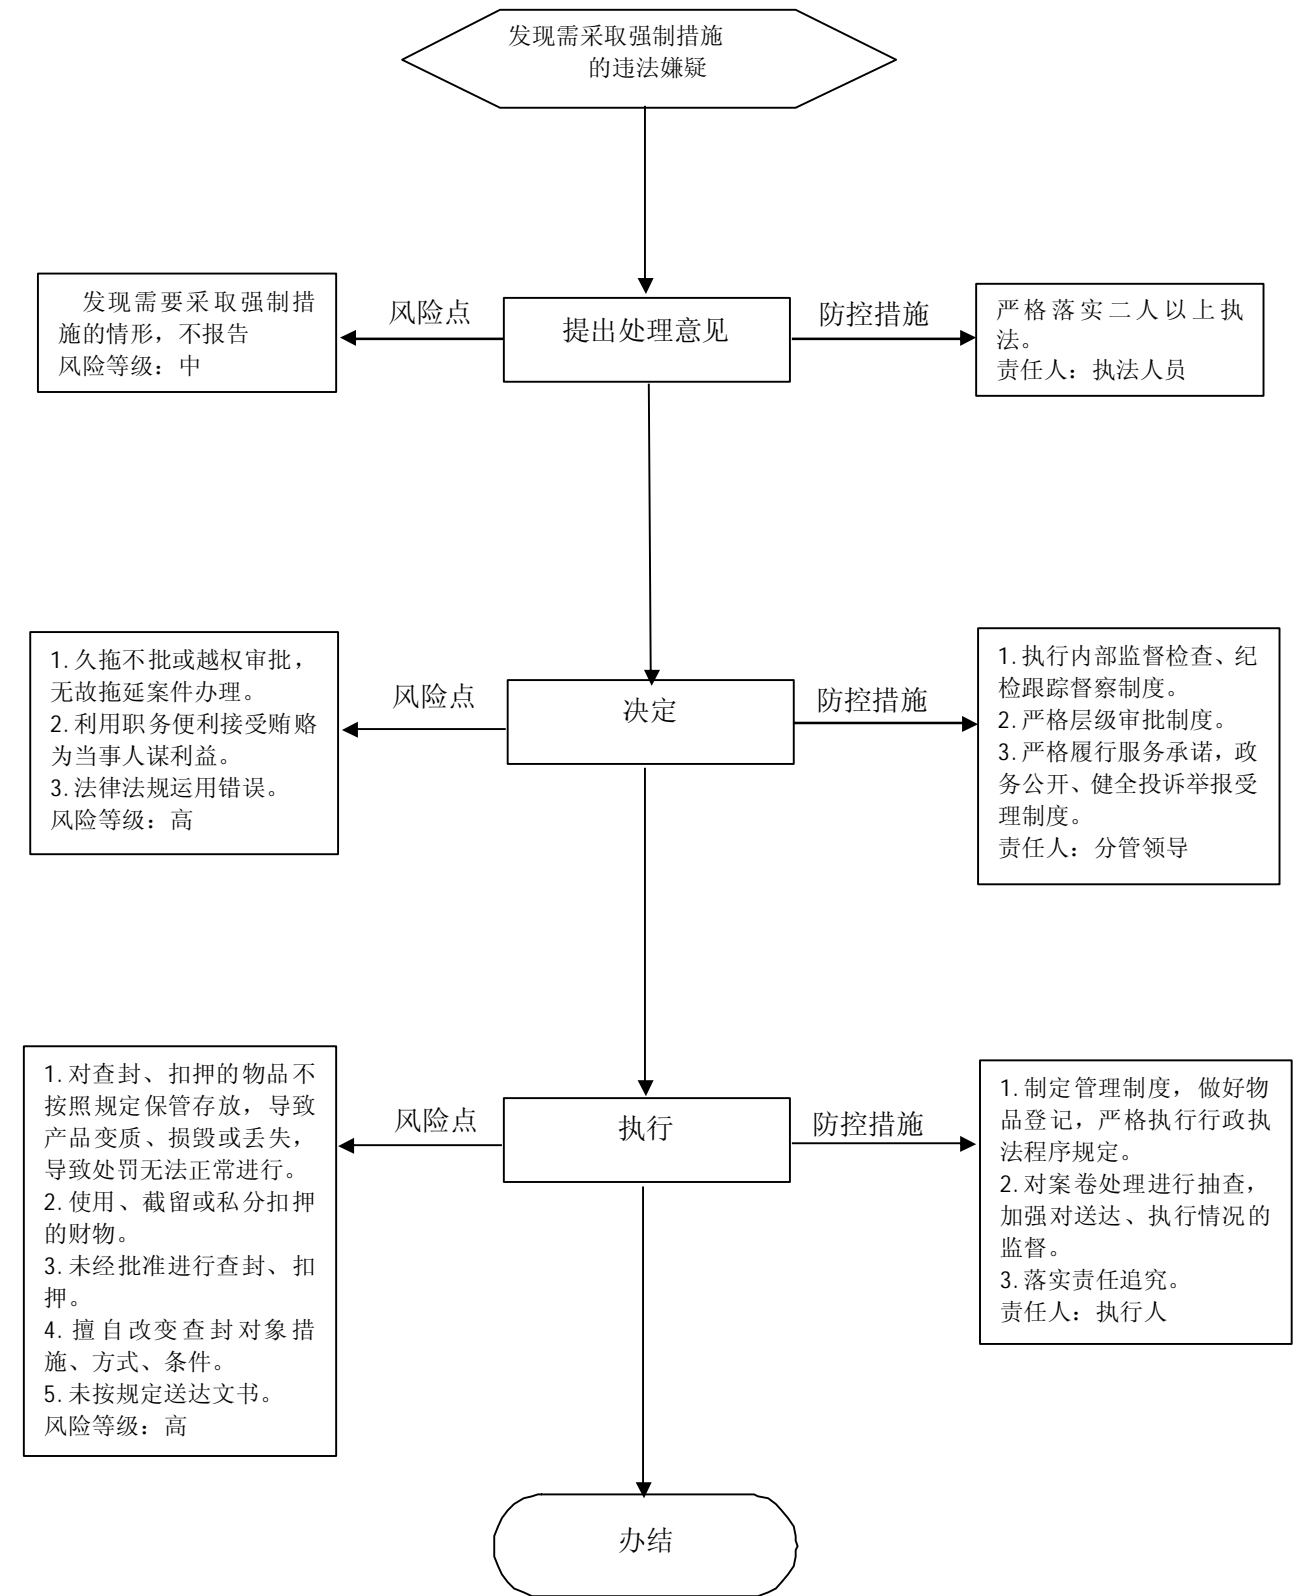 发现需采取强制措施
的违法嫌疑
发现需要采取强制措
施的情形，不报告
风险等级：中
风险点
提出处理意见
防控措施
严格落实二人以上执
法。
责任人：执法人员
1.久拖不批或越权审批，
无故拖延案件办理。
2.利用职务便利接受贿赂
为当事人谋利益。
3.法律法规运用错误。
风险等级：高
风险点
决定
防控措施
1.执行内部监督检查、纪
检跟踪督察制度。
2.严格层级审批制度。
3.严格履行服务承诺，政
务公开、健全投诉举报受
理制度。
责任人：分管领导
1.对查封、扣押的物品不
按照规定保管存放，导致
产品变质、损毁或丢失，
导致处罚无法正常进行。
2.使用、截留或私分扣押
的财物。
3.未经批准进行查封、扣
押。
4.擅自改变查封对象措
施、方式、条件。
5.未按规定送达文书。
风险等级：高
风险点
执行
防控措施
1.制定管理制度，做好物
品登记，严格执行行政执
法程序规定。
2.对案卷处理进行抽查，
加强对送达、执行情况的
监督。
3.落实责任追究。
责任人：执行人
办结